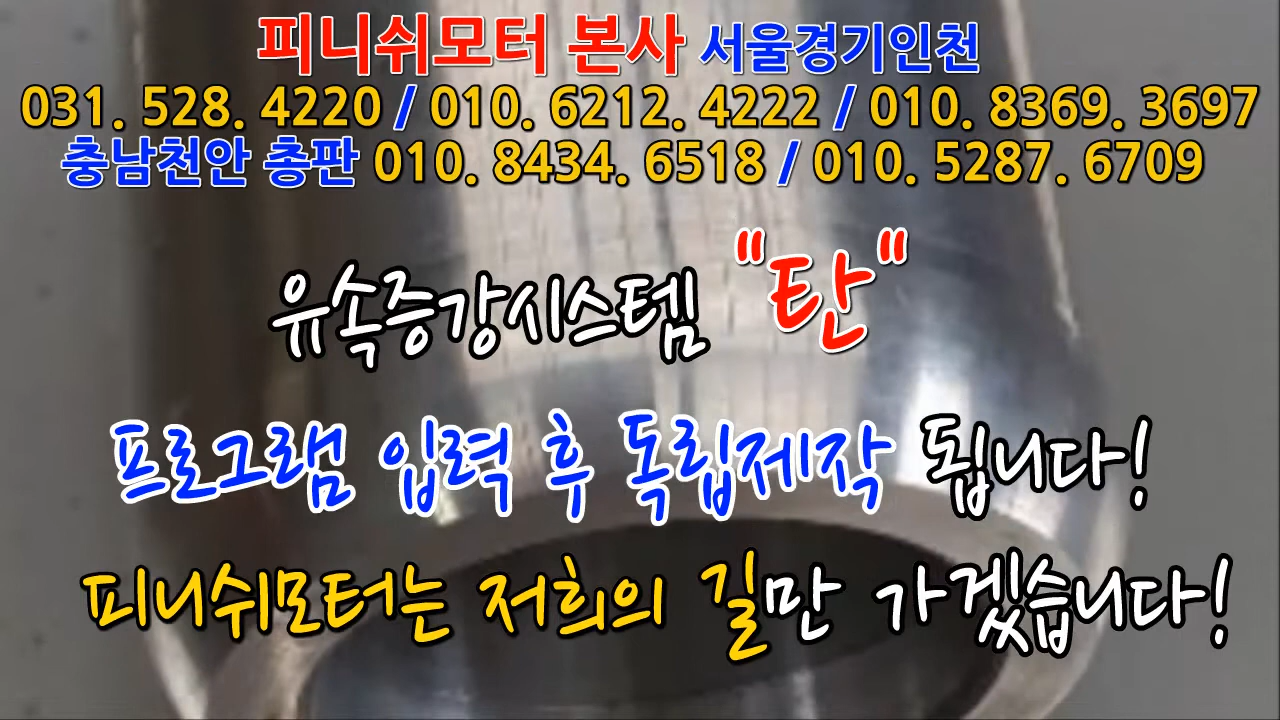 피니쉬모터 본사 서울경기인천
031. 528. 4220 / 010. 6212. 4222 / 010. 8369. 3697
충남천안 총판 010. 8434. 6518 / 010. 5287. 6709
유속증강시스템 "탄"
프로그램 입력 후 독립제작 됩니다!
피니쉬모터는 저희의 길만 가겠습니다!